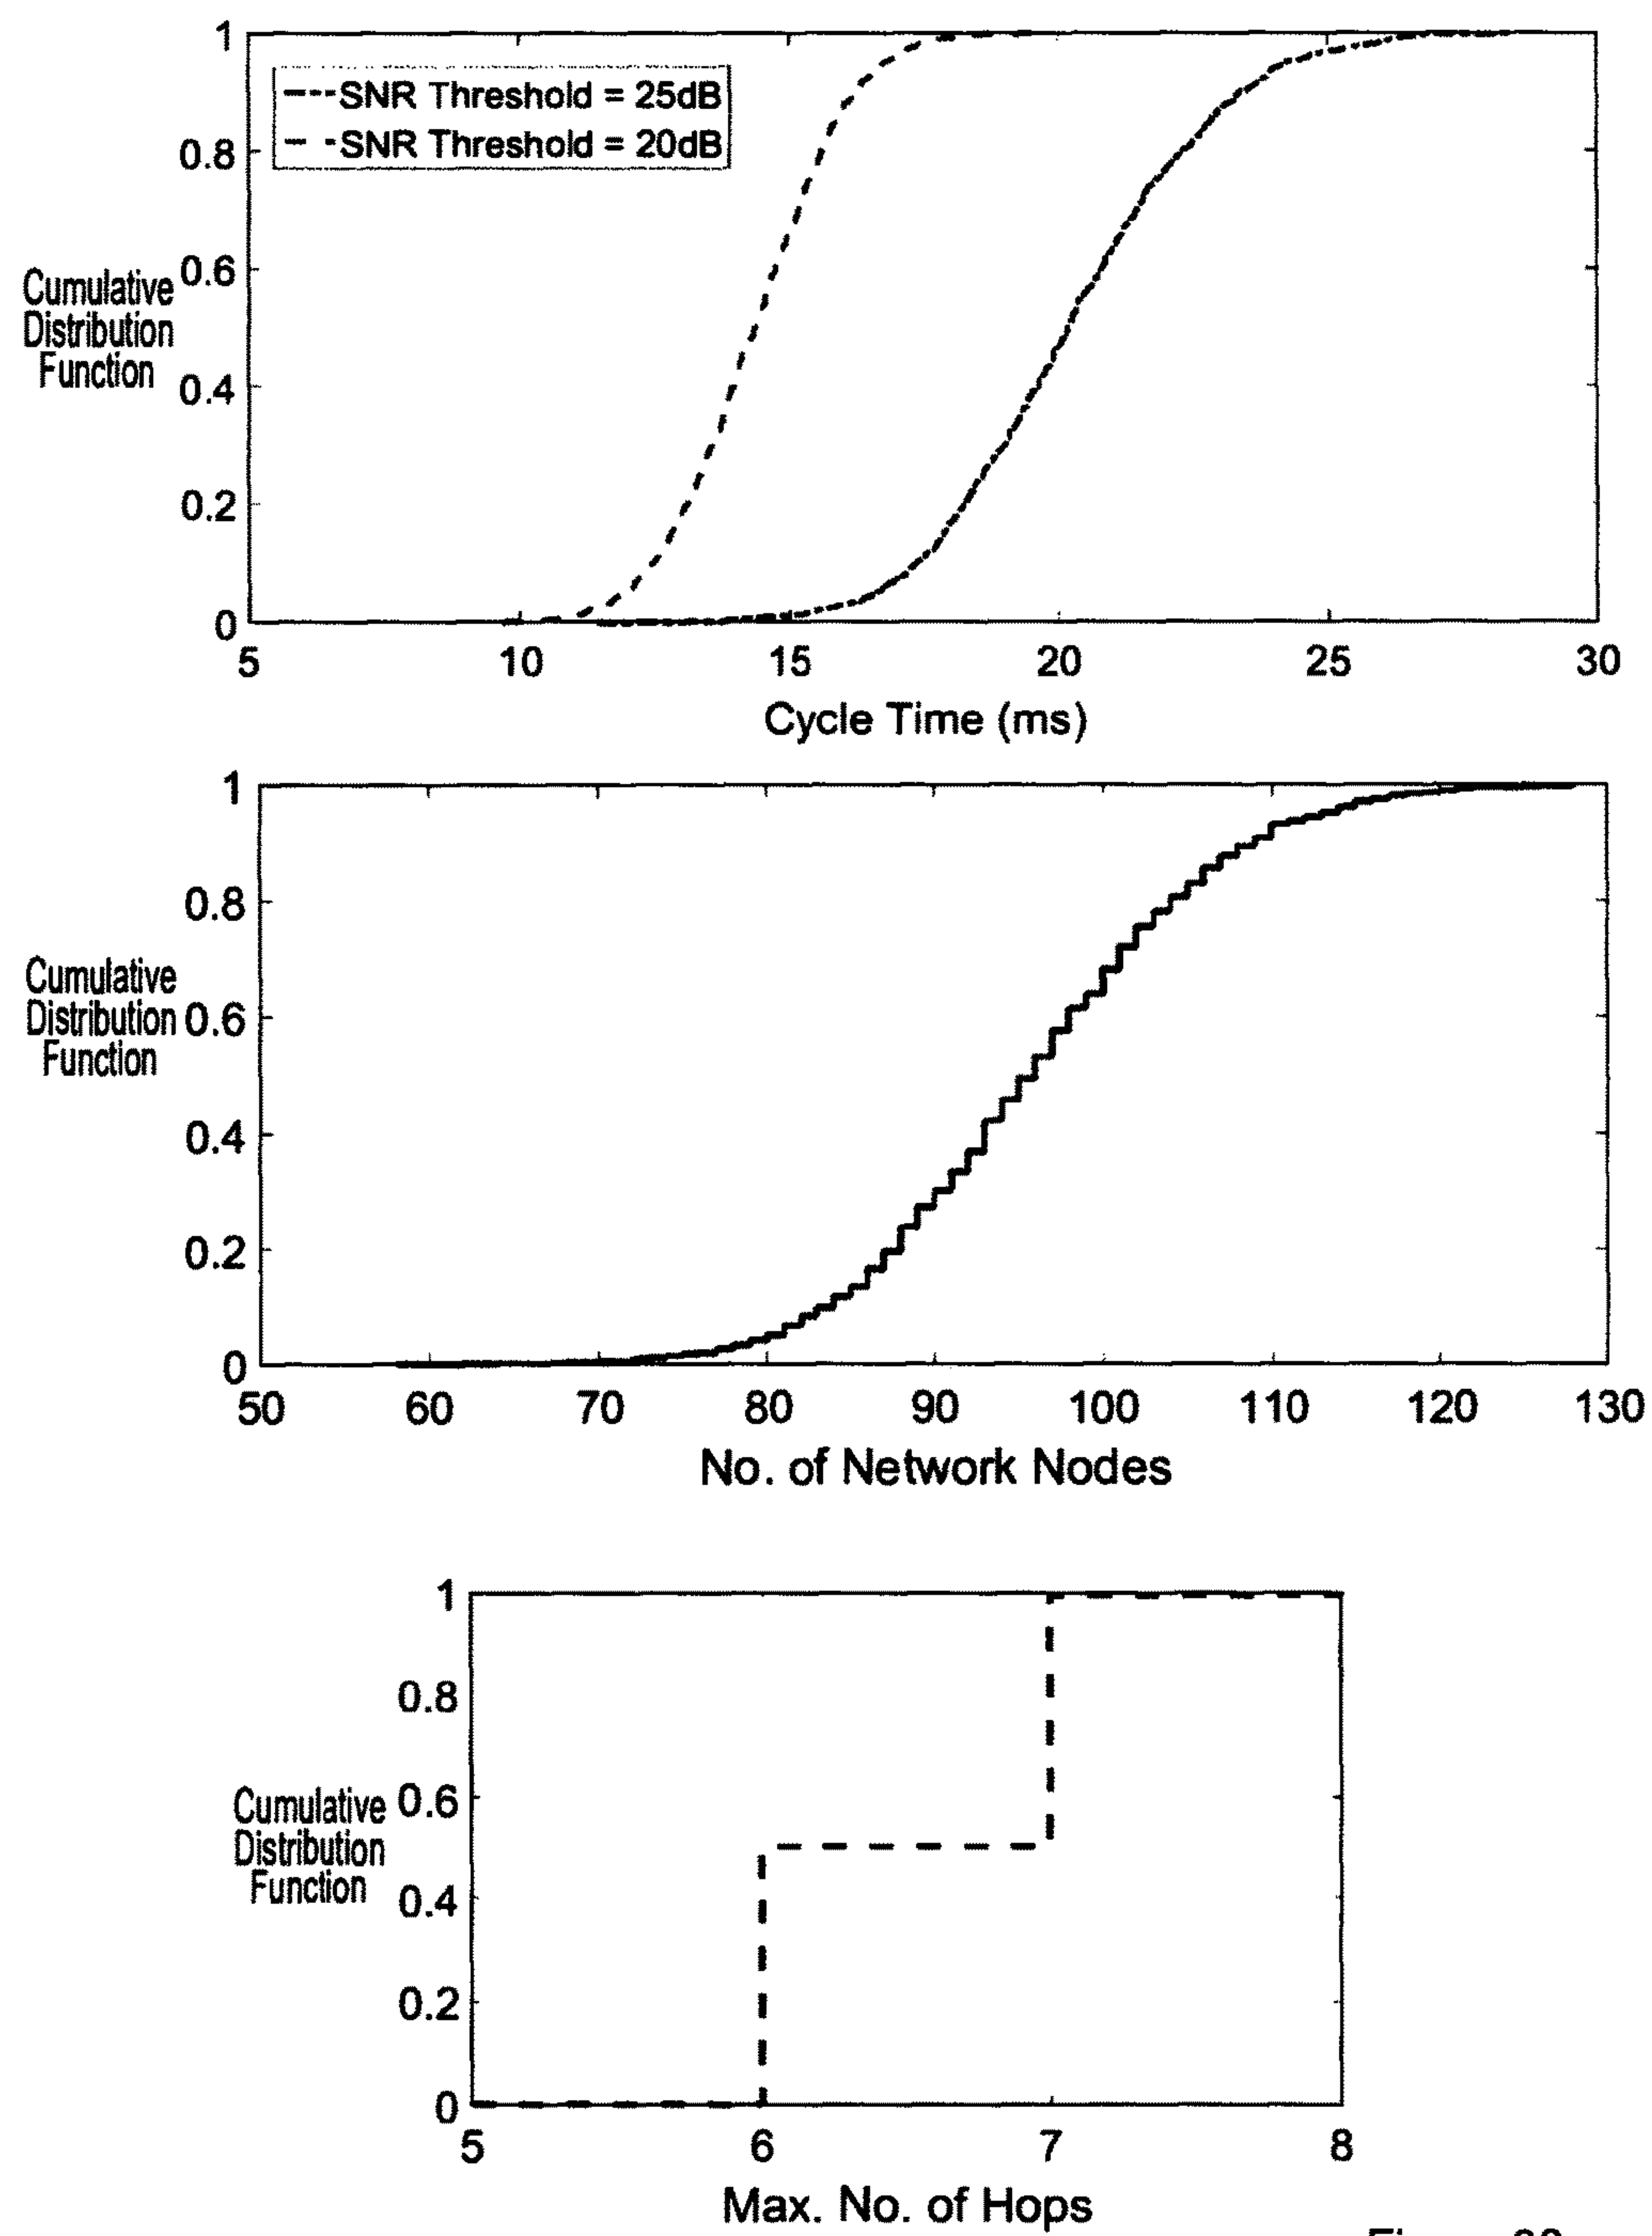 1
---SNR Threshold = 25dB
- -SNR Threshold = 20dB
0.8
0.6
Cumulative
Distribution
Function
0.4
0.2
0
5 10 15 20 25 30
Cycle Time (ms)
1
0.8
Cumulative
Distribution
Function
0.6
0.4
0.2
0
50 60 70 80 90 100 110 120 130
No. of Network Nodes
1
0.8
Cumulative
Distribution
Function
0.6
0.4
0.2
0
5 6 7 8
Max. No. of Hops